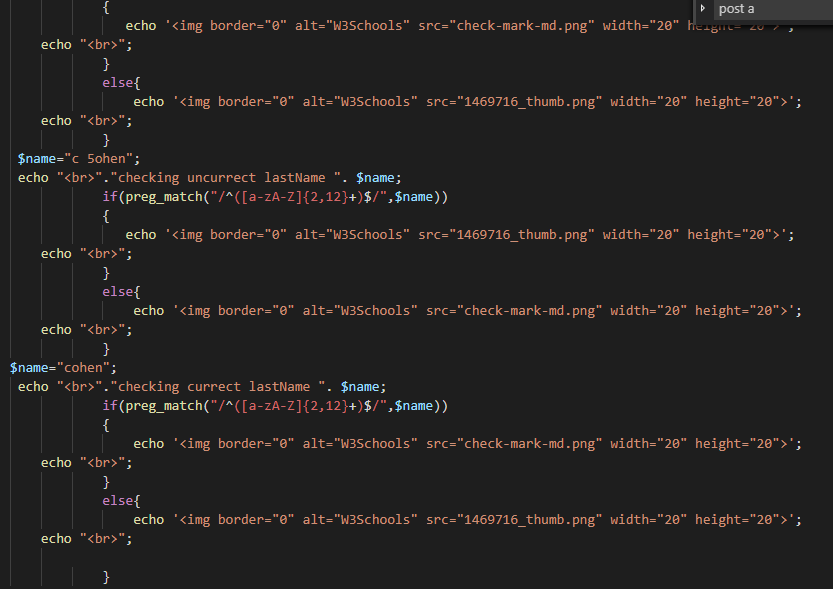 post a
{
echo '<img border="0" alt="W3Schools" src="check-mark-md.png" width="20" height="20">';
echo "<br>";
}
else{
echo '<img border="0" alt="W3Schools" src="1469716_thumb.png" width="20" height="20">';
echo "<br>";
}
$name="c 5ohen";
echo "<br>"."checking uncurrect lastName ". $name;
if(preg_match("/^([a-zA-Z]{2,12}+)$/",$name))
{
echo '<img border="0" alt="W3Schools" src="1469716_thumb.png" width="20" height="20">';
echo "<br>";
}
else{
echo '<img border="0" alt="W3Schools" src="check-mark-md.png" width="20" height="20">';
echo "<br>";
}
$name="cohen";
echo "<br>"."checking currect lastName ". $name;
if(preg_match("/^([a-zA-Z]{2,12}+)$/",$name))
{
echo '<img border="0" alt="W3Schools" src="check-mark-md.png" width="20" height="20">';
echo "<br>";
}
else{
echo '<img border="0" alt="W3Schools" src="1469716_thumb.png" width="20" height="20">';
echo "<br>";
}